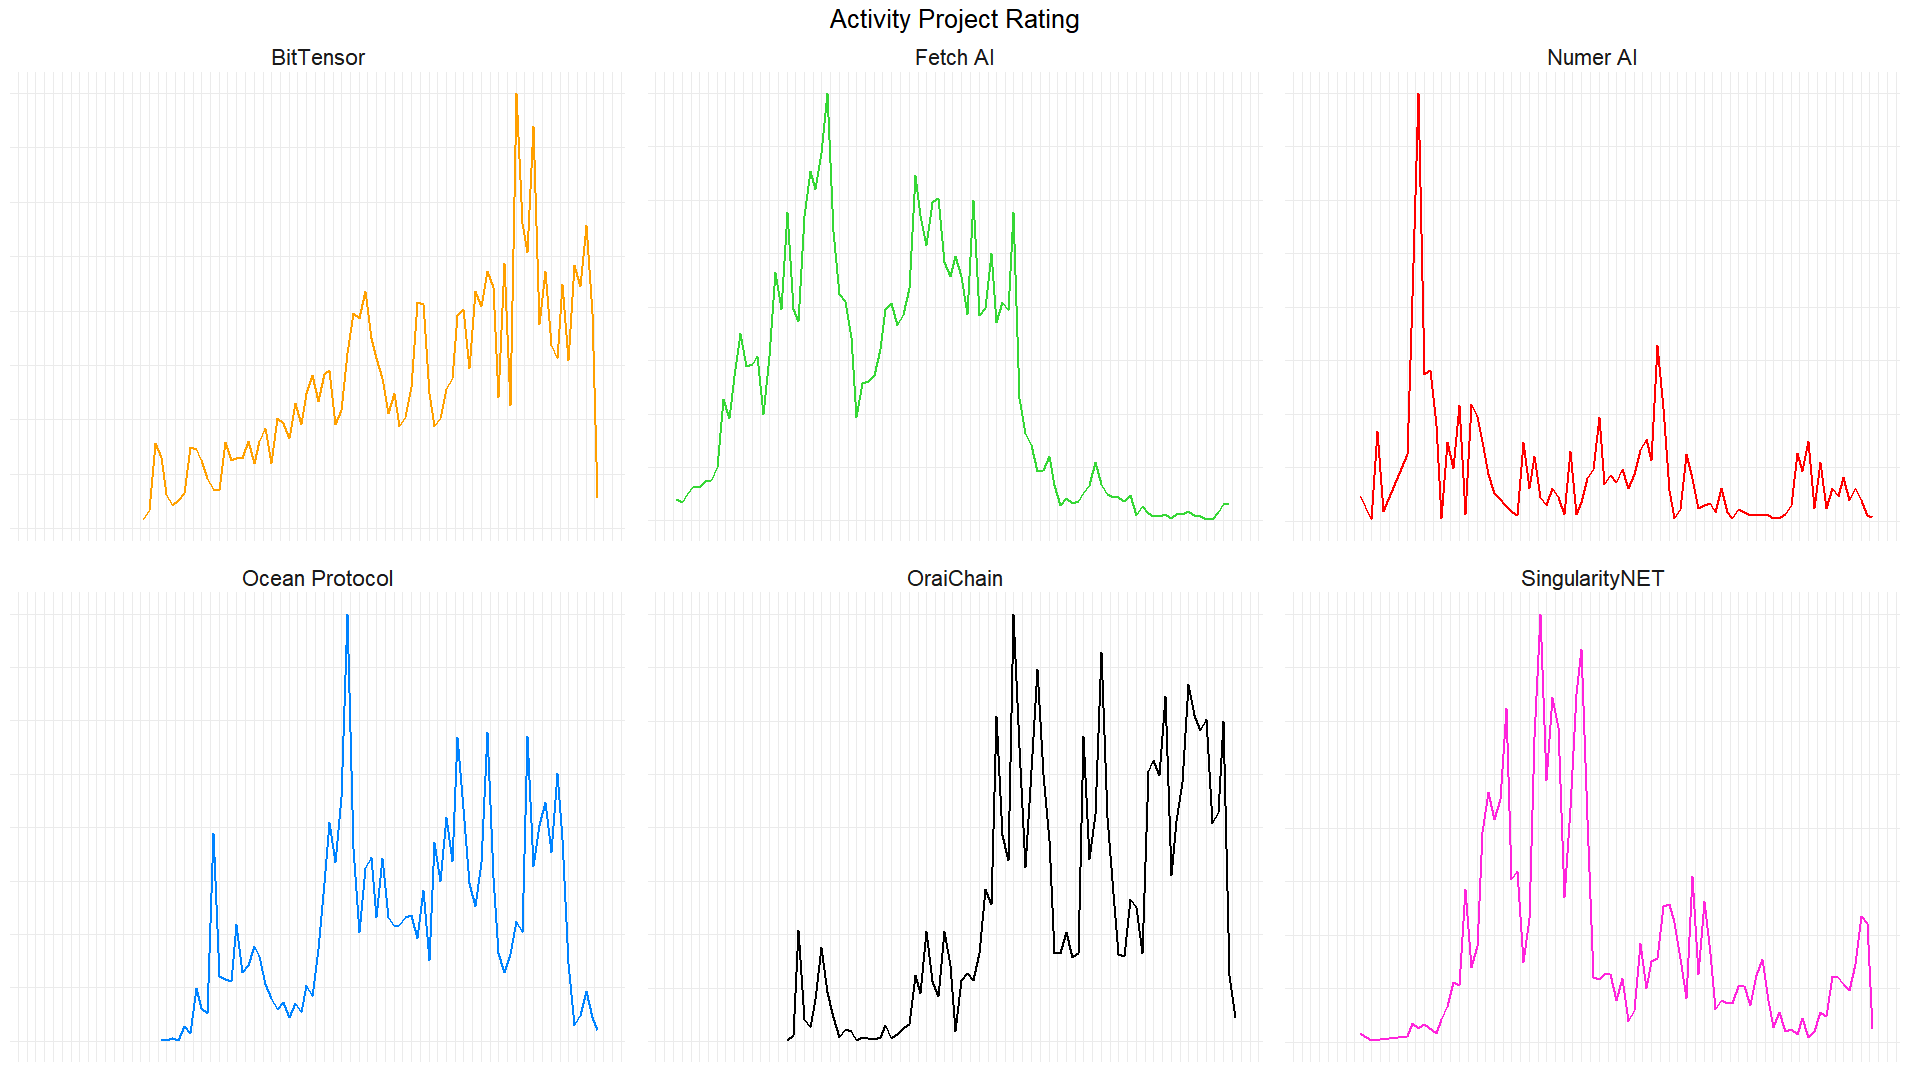 Activity Project Rating
BitTensor
Fetch AI
Numer AI
Ocean Protocol
OraiChain
SingularityNET